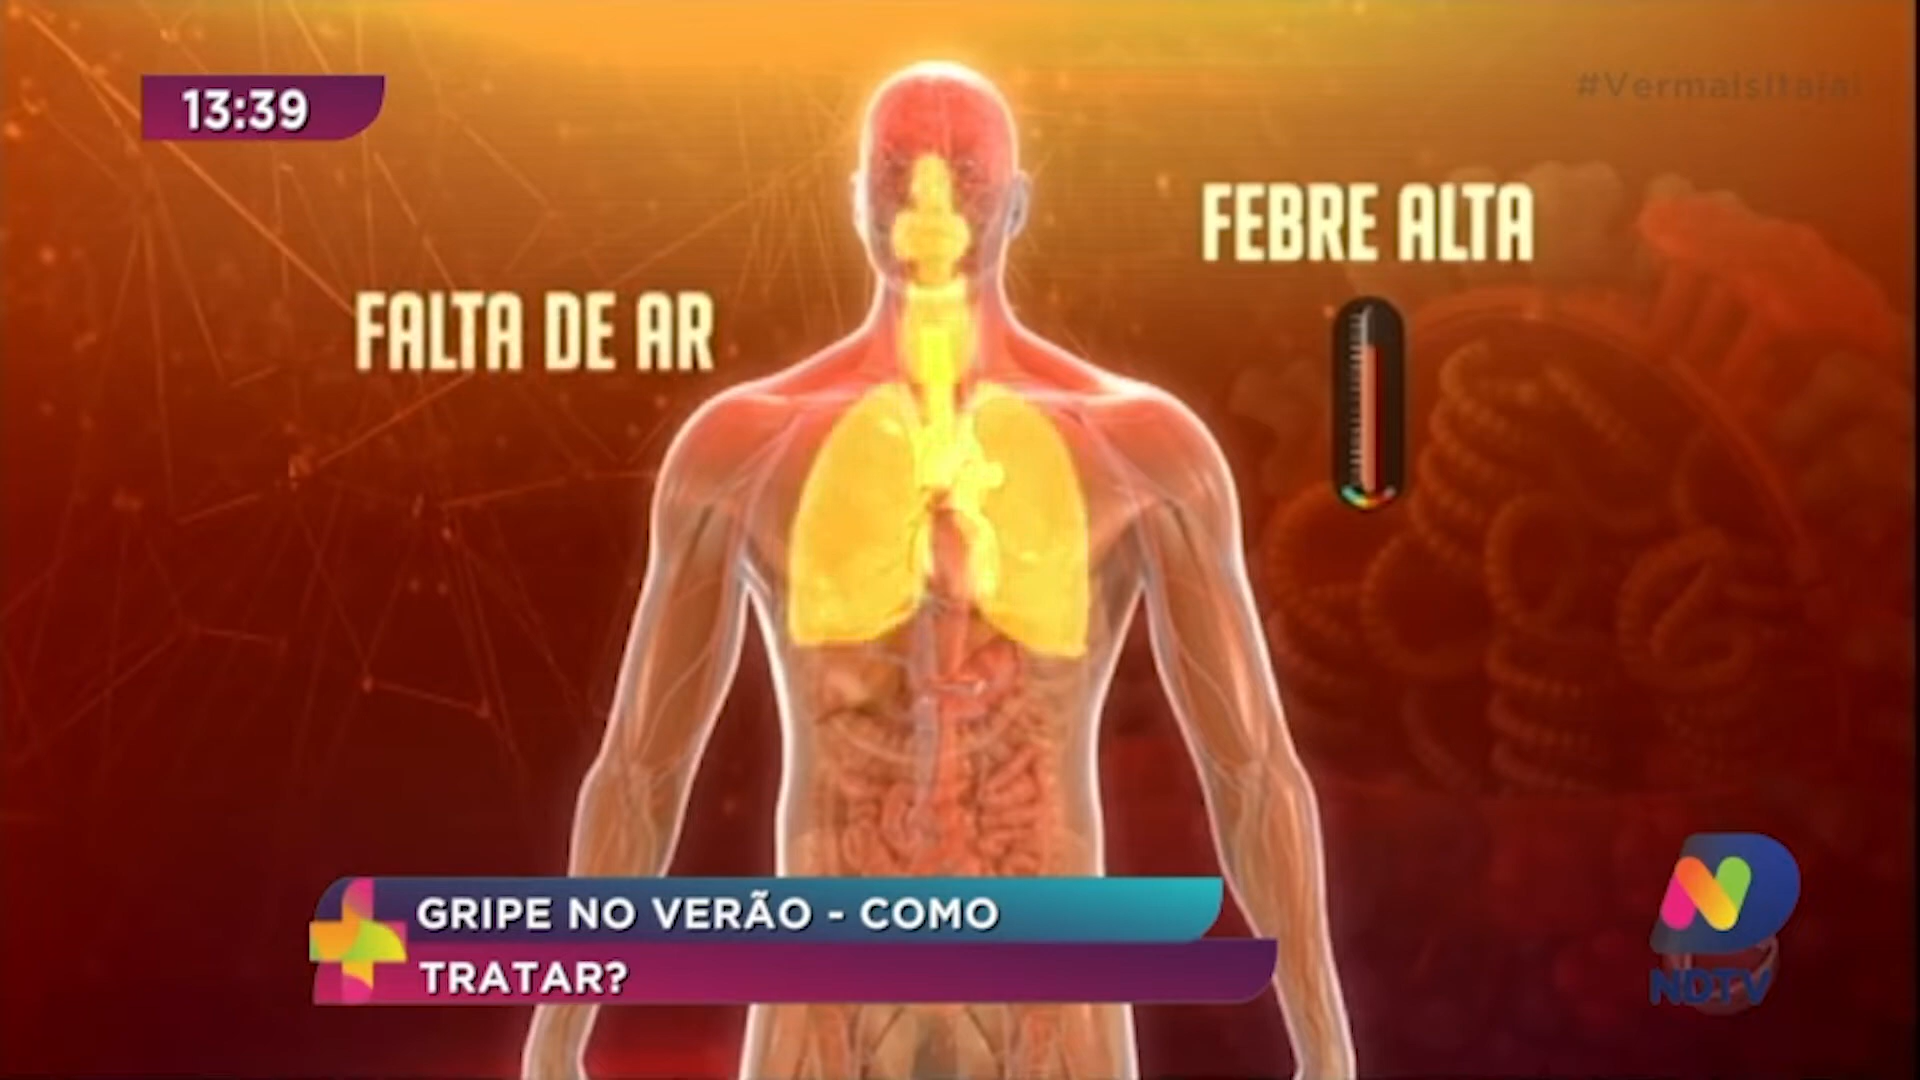 13:39
#VermaisItajaí
FEBRE ALTA
FALTA DE AR
GRIPE NO VERÃO - COMO
TRATAR?
NDTV